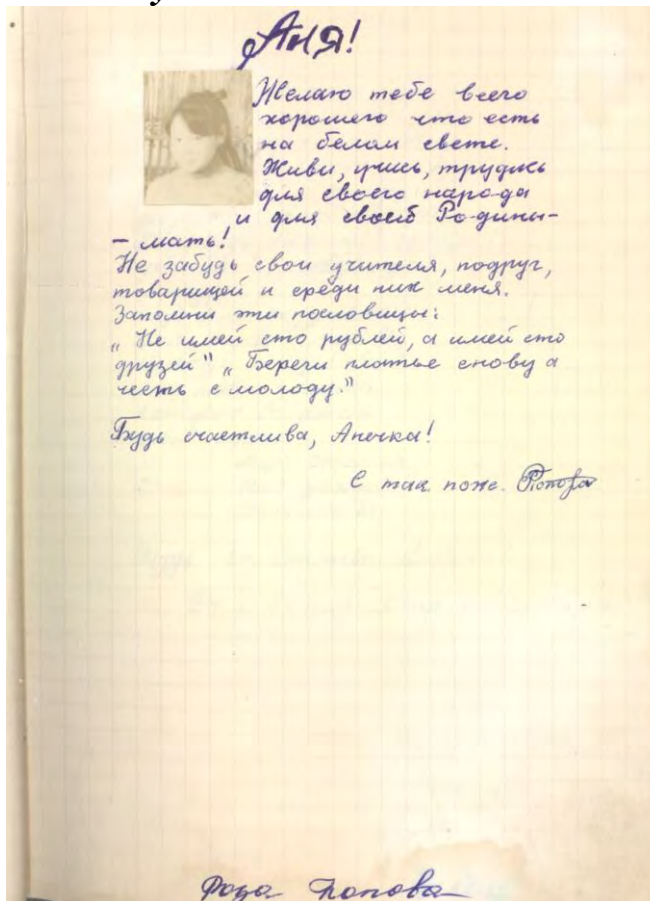 Аня!
Желаю тебе всего
хорошего что есть
на белом свете.
Живи, учись, трудись
для своего народа
и для своей Родины-
- мать!
Не забудь свои учителя, подруг,
товарищей и среди них меня.
Запомни эти пословицы:
„Не имей сто рублей, а имей сто
друзей" „Береги платье снову а
честь с молоду."
Будь счастлива, Анечка!
С так. поже. Попова
Роза Попова